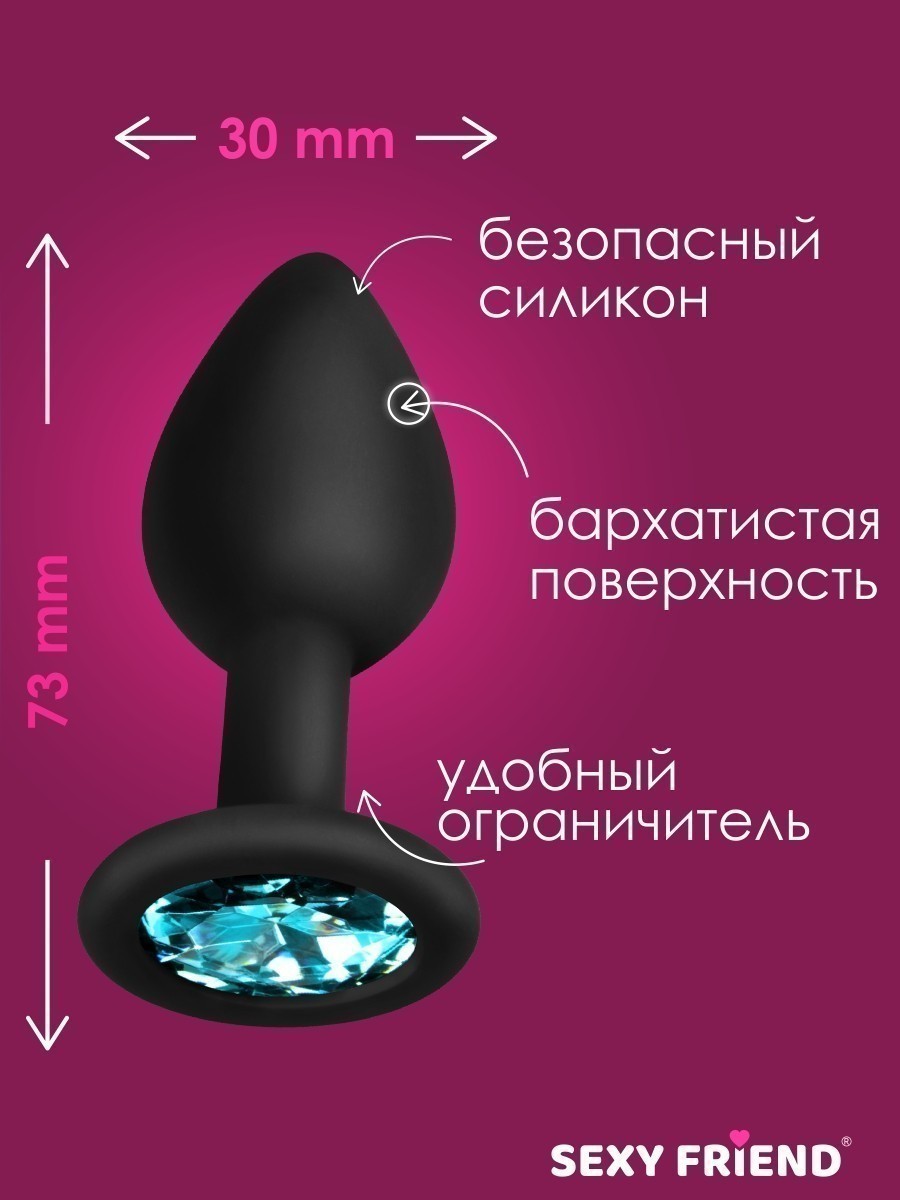 30 mm
безопасный
силикон
бархатистая
поверхность
73 mm
удобный
ограничитель
SEXY FRIEND®